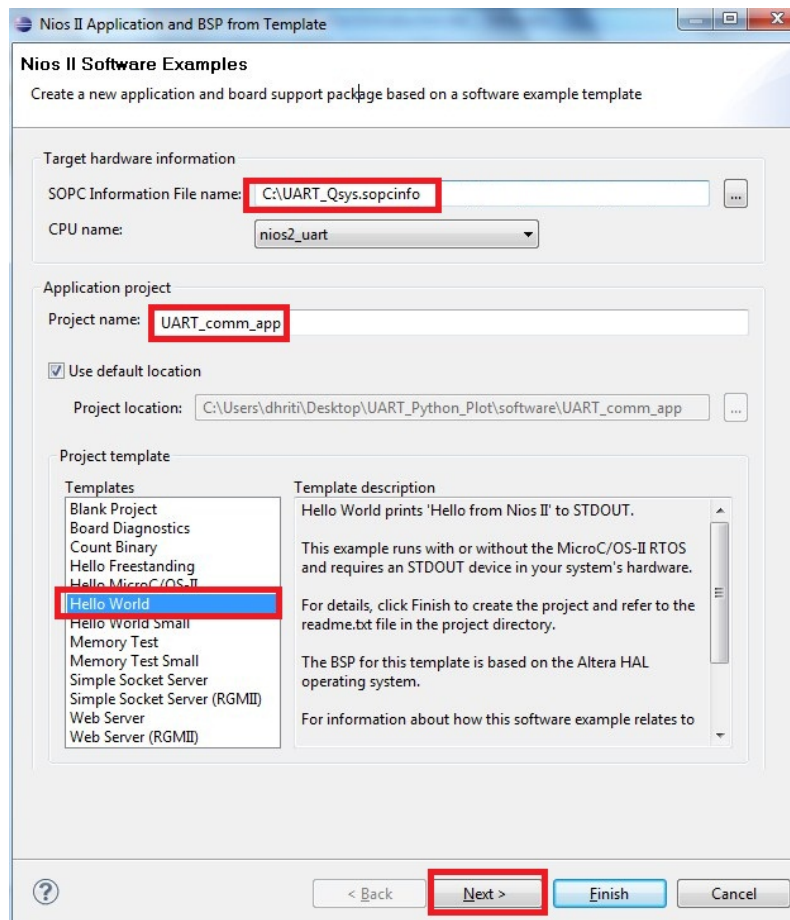 Nios II Application and BSP from Template
Nios II Software Examples
Create a new application and board support package based on a software example template
Target hardware information
SOPC Information File name: C:\UART_Qsys.sopcinfo ...
CPU name: nios2_uart
Application project
Project name: UART_comm_app
Use default location
Project location: C:\Users\dhriti\Desktop\UART_Python_Plot\software\UART_comm_app ...
Project template
Templates
Blank Project
Board Diagnostics
Count Binary
Hello Freestanding
Hello MicroC/OS-II
Hello World
Hello World Small
Memory Test
Memory Test Small
Simple Socket Server
Simple Socket Server (RGMII)
Web Server
Web Server (RGMII)
Template description
Hello World prints 'Hello from Nios II' to STDOUT.
This example runs with or without the MicroC/OS-II RTOS
and requires an STDOUT device in your system's hardware.
For details, click Finish to create the project and refer to the
readme.txt file in the project directory.
The BSP for this template is based on the Altera HAL
operating system.
For information about how this software example relates to
? < Back Next > Finish Cancel